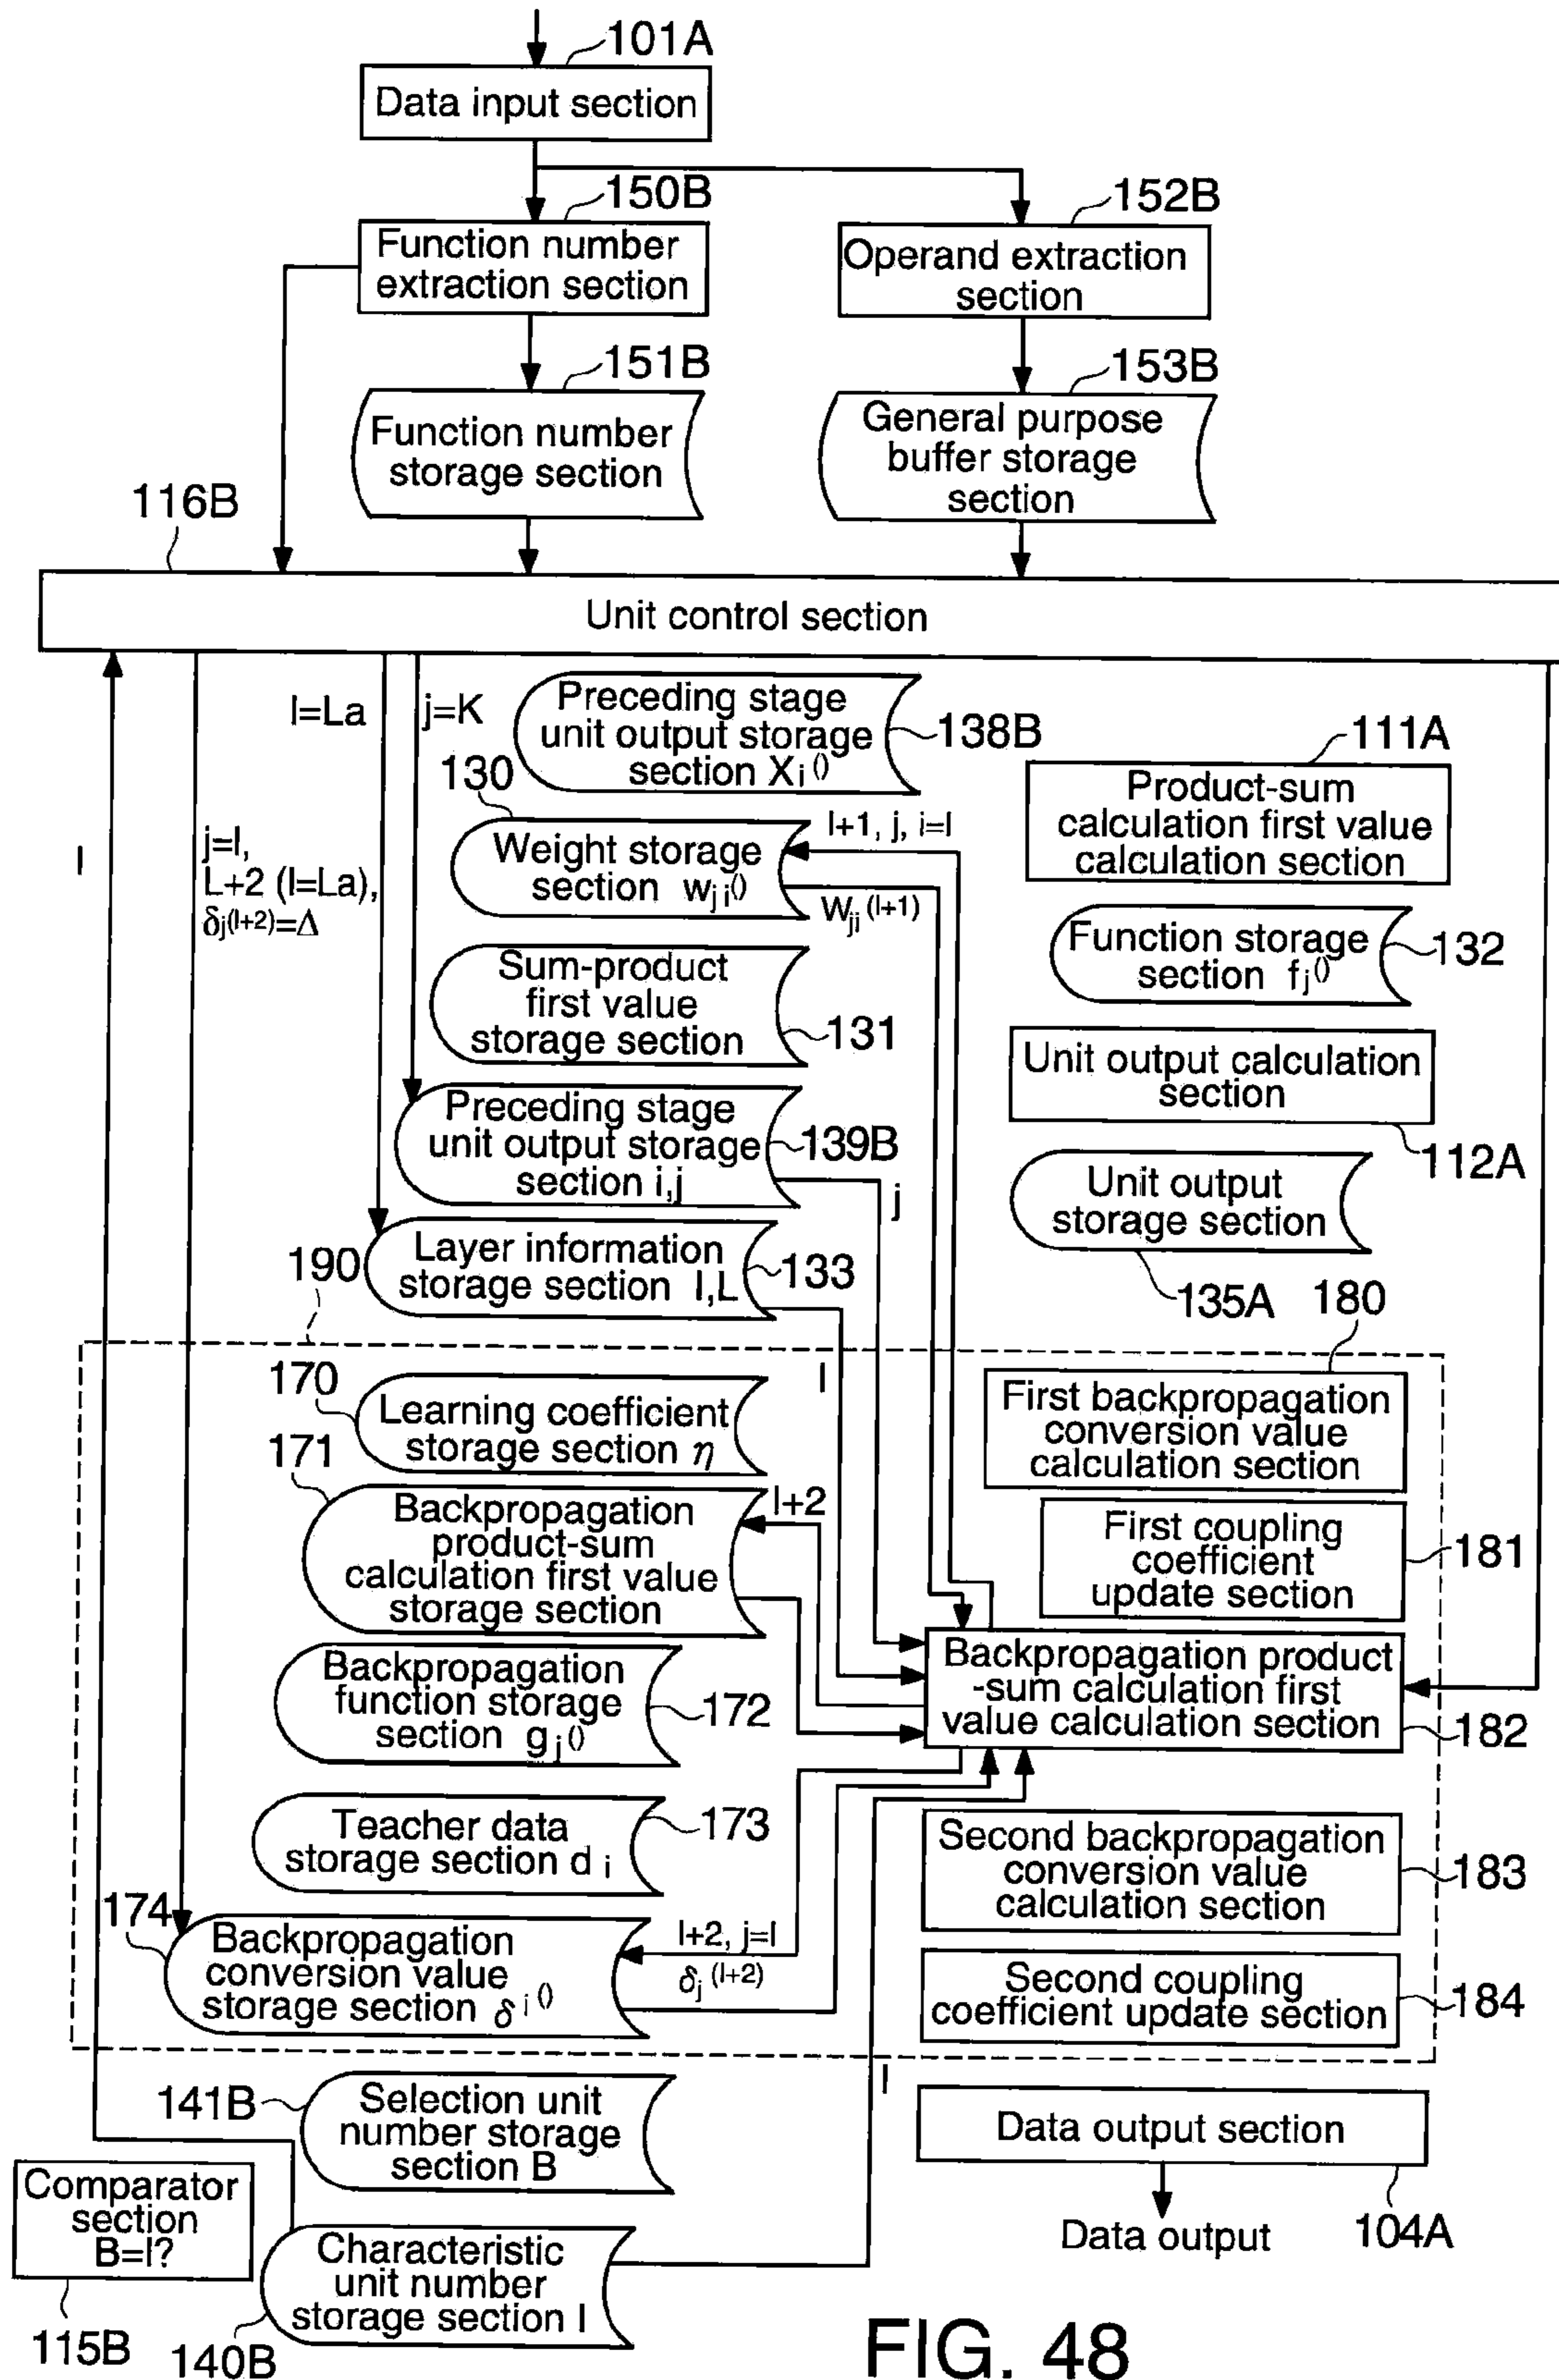 101A
Data input section
150B
152B
Function number
extraction section
Operand extraction
section
151B
153B
Function number
storage section
General purpose
buffer storage
section
116B
Unit control section
l=La
j=K
Preceding stage
unit output storage
section Xi()
138B
111A
Product-sum
calculation first value
calculation section
130
Weight storage
section wji()
l+1, j, i=I
Wji(l+1)
I
j=I,
L+2 (l=La),
δj(l+2)=Δ
Function storage
section fj()
132
Sum-product
first value
storage section
131
Unit output calculation
section
112A
Preceding stage
unit output storage
section i,j
139B
j
Unit output
storage section
135A
190
Layer information
storage section l,L
133
180
l
170
Learning coefficient
storage section η
First backpropagation
conversion value
calculation section
171
Backpropagation
product-sum
calculation first value
storage section
l+2
First coupling
coefficient
update section
181
Backpropagation
function storage
section gj()
172
Backpropagation product
-sum calculation first
value calculation section
182
Teacher data
storage section di
173
Second backpropagation
conversion value
calculation section
183
174
Backpropagation
conversion value
storage section δi()
l+2, j=I
δj(l+2)
Second coupling
coefficient update section
184
I
141B
Selection unit
number storage
section B
Data output section
104A
Data output
Comparator
section
B=I?
115B
Characteristic
unit number
storage section I
140B
FIG. 48